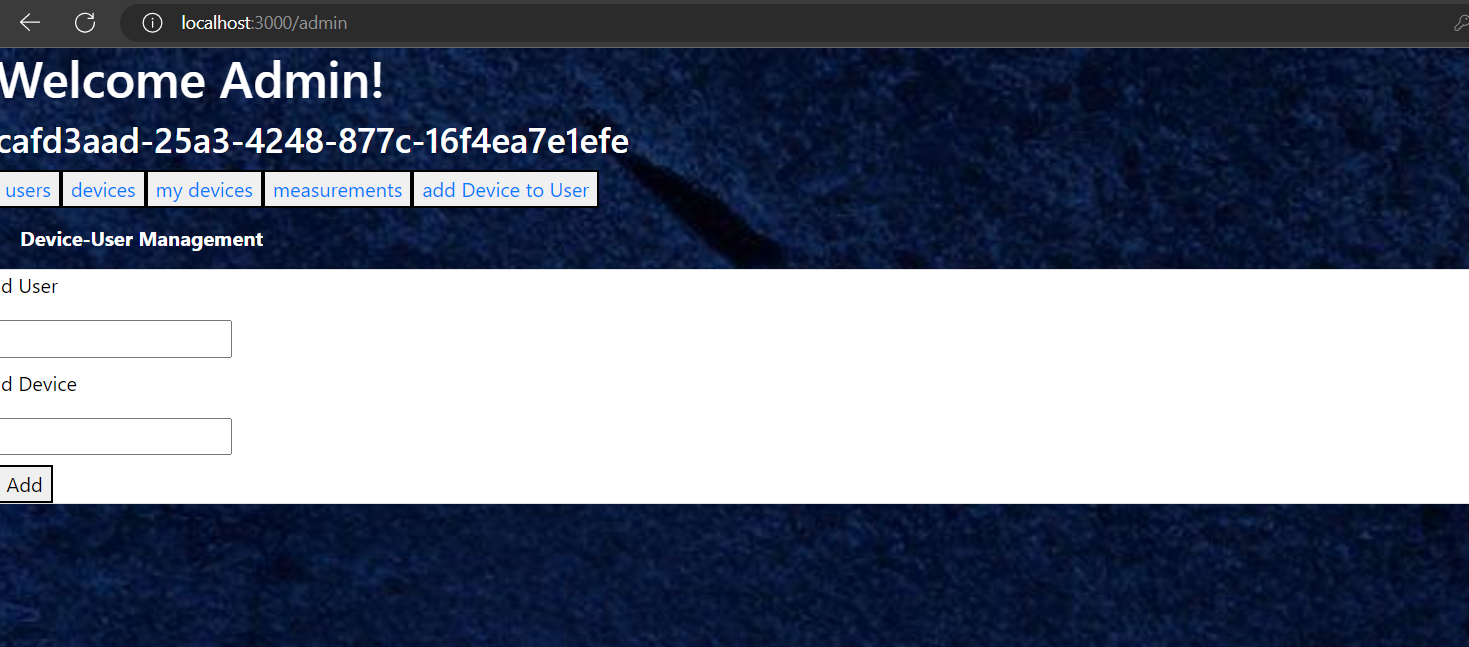 localhost:3000/admin
Welcome Admin!
cafd3aad-25a3-4248-877c-16f4ea7e1efe
users devices my devices measurements add Device to User
Device-User Management
d User
d Device
Add